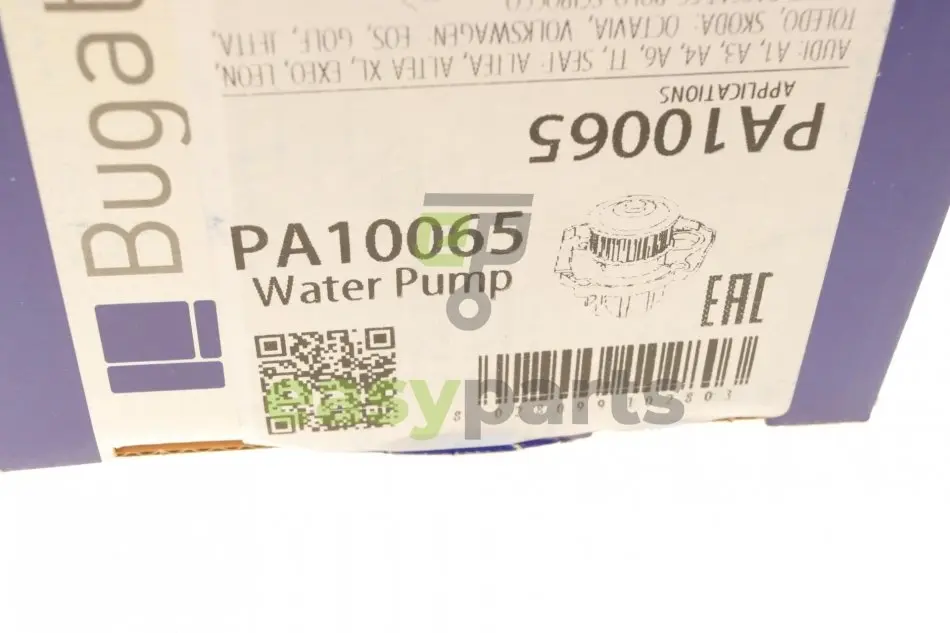 Bugat
TOLEDO, SKODA: OCTAVIA, VOLKSWAGEN: EOS, GOLF, JETTA,
AUDI: A1, A3, A4, A6, TT, SEAT: ALTEA, ALTEA XL, EXEO, LEON,
APPLICATIONS
PA10065
PA10065
Water Pump
EAC
easyparts